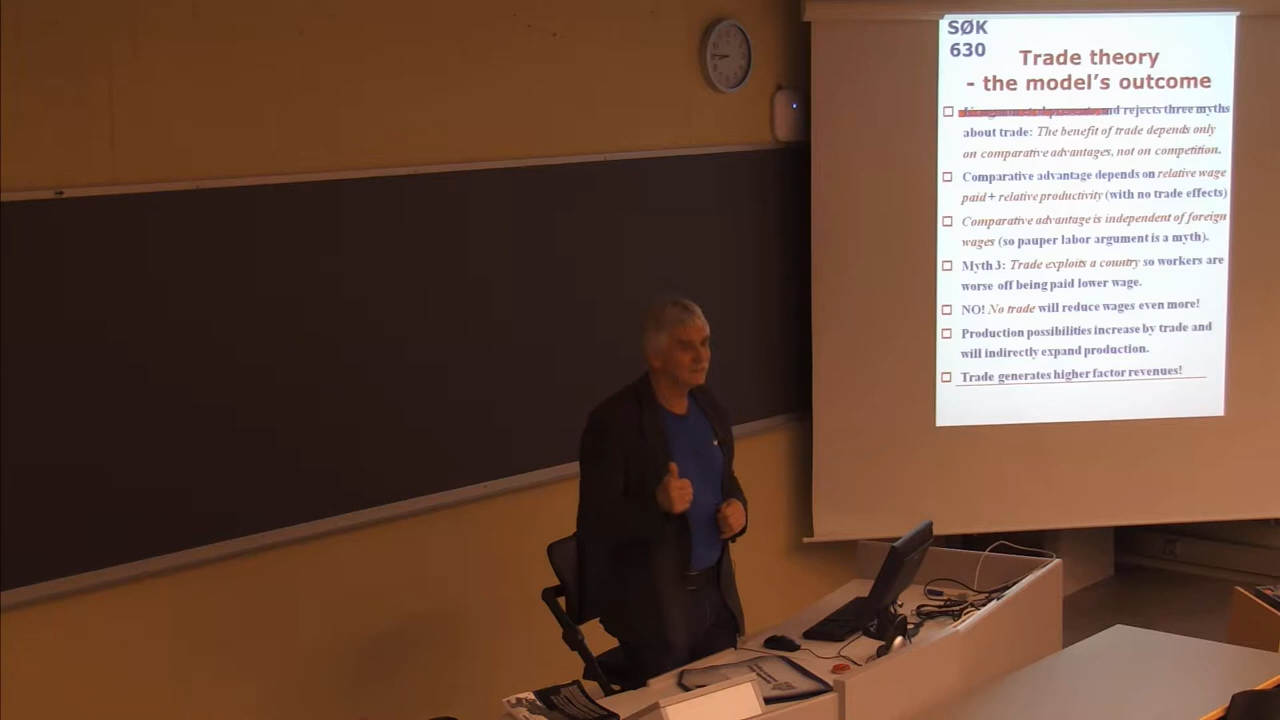 SØK
630
Trade theory
- the model's outcome
and rejects three myths
about trade: The benefit of trade depends only
on comparative advantages, not on competition.
Comparative advantage depends on relative wage
paid + relative productivity (with no trade effects)
Comparative advantage is independent of foreign
wages (so pauper labor argument is a myth).
Myth 3: Trade exploits a country so workers are
worse off being paid lower wage.
NO! No trade will reduce wages even more!
Production possibilities increase by trade and
will indirectly expand production.
Trade generates higher factor revenues!